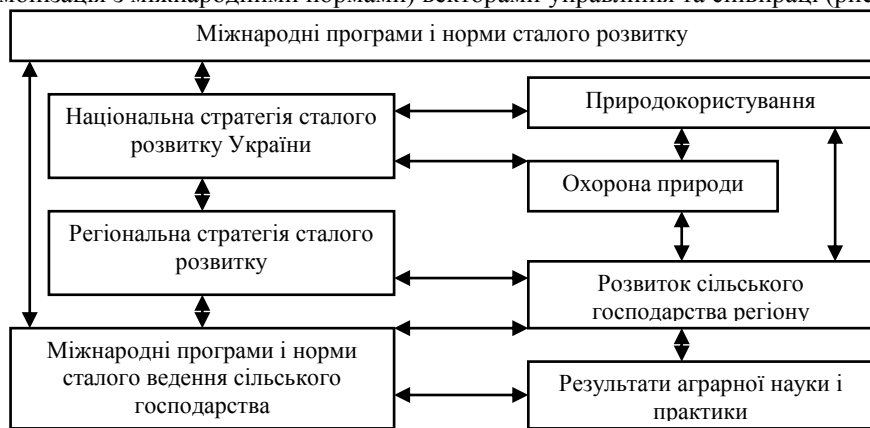 Міжнародні програми і норми сталого розвитку
Національна стратегія сталого
розвитку України
Природокористування
Охорона природи
Регіональна стратегія сталого
розвитку
Розвиток сільського
господарства регіону
Міжнародні програми і норми
сталого ведення сільського
господарства
Результати аграрної науки і
практики